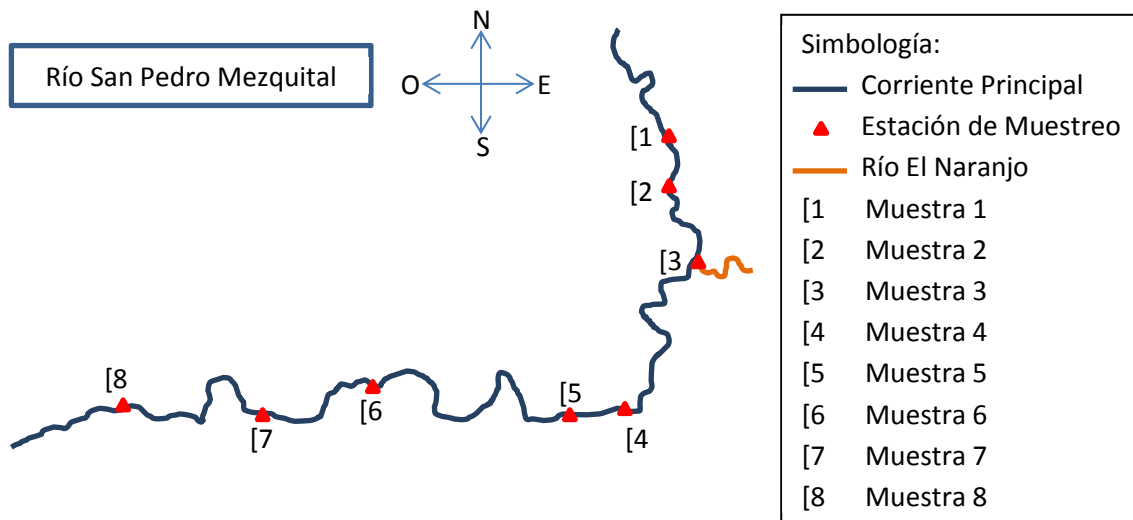 Río San Pedro Mezquital
N
O
E
S
[1
[2
[3
[4
[5
[6
[7
[8
Simbología:
Corriente Principal
Estación de Muestreo
Río El Naranjo
[1 Muestra 1
[2 Muestra 2
[3 Muestra 3
[4 Muestra 4
[5 Muestra 5
[6 Muestra 6
[7 Muestra 7
[8 Muestra 8